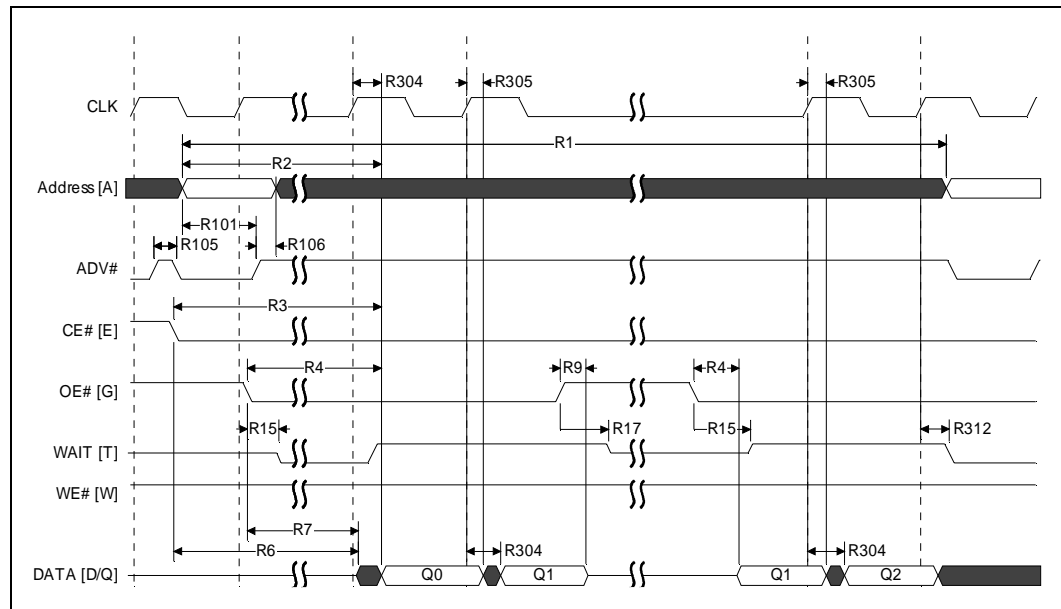 R304
R305
R305
CLK
R1
R2
Address [A]
R101
R105
R106
ADV#
R3
CE# [E]
R4
R9
R4
OE# [G]
R15
R17
R15
R312
WAIT [T]
WE# [W]
R7
R6
R304
R304
DATA [D/Q]
Q0
Q1
Q1
Q2